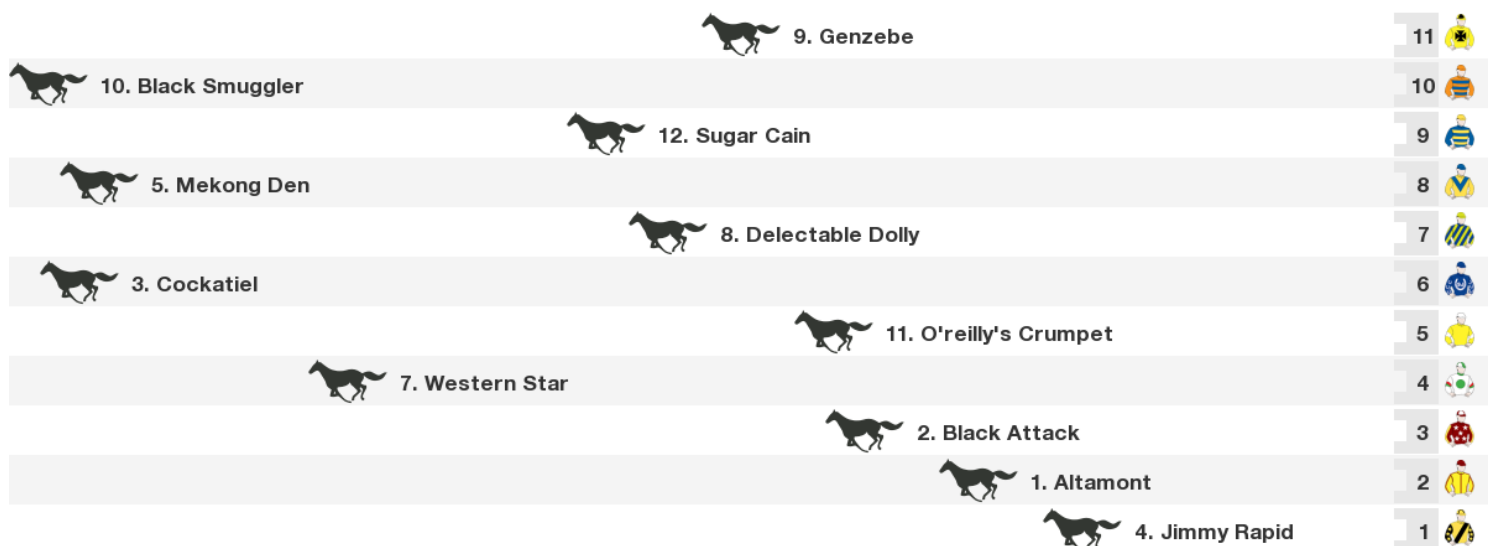 9. Genzebe 11
10. Black Smuggler 10
12. Sugar Cain 9
5. Mekong Den 8
8. Delectable Dolly 7
3. Cockatiel 6
11. O'reilly's Crumpet 5
7. Western Star 4
2. Black Attack 3
1. Altamont 2
4. Jimmy Rapid 1